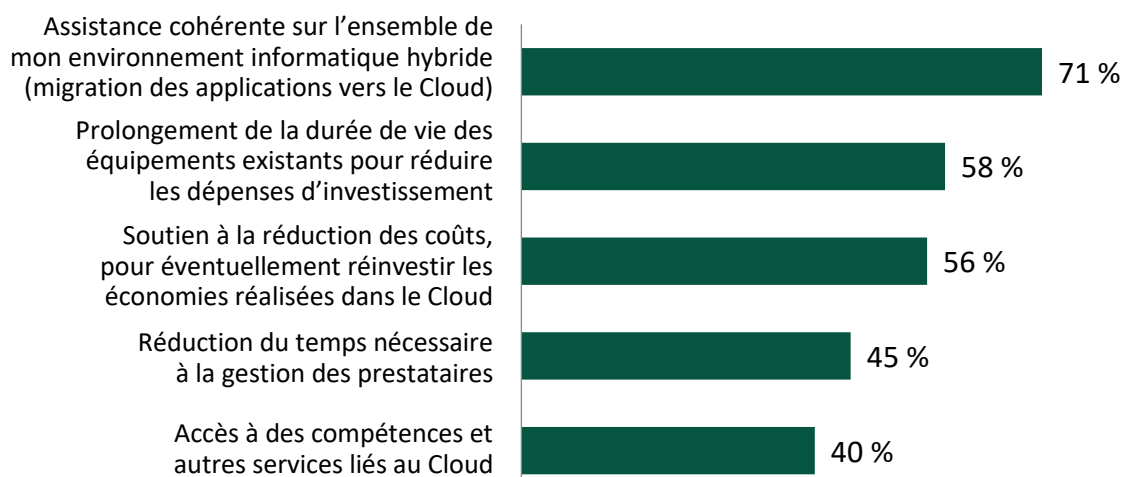 Assistance cohérente sur l’ensemble de
mon environnement informatique hybride
(migration des applications vers le Cloud)
71 %
Prolongement de la durée de vie des
équipements existants pour réduire
les dépenses d’investissement
58 %
Soutien à la réduction des coûts,
pour éventuellement réinvestir les
économies réalisées dans le Cloud
56 %
Réduction du temps nécessaire
à la gestion des prestataires
45 %
Accès à des compétences et
autres services liés au Cloud
40 %